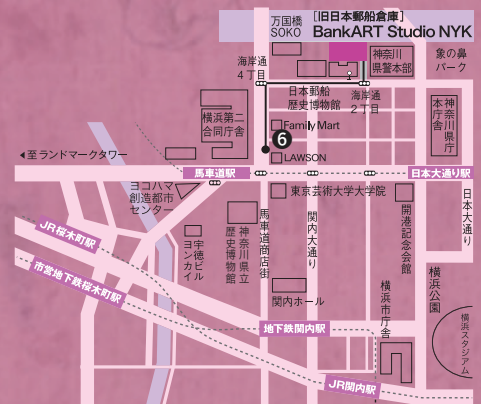 [旧日本郵船倉庫]
BankART Studio NYK
万国橋
SOKO
神奈川
県警本部
象の鼻
パーク
海岸通
4丁目
日本郵船
歴史博物館
海岸通
2丁目
横浜第二
合同庁舎
Family Mart
6
LAWSON
神奈川県庁
本庁舎
◀至ランドマークタワー
馬車道駅
日本大通り駅
ヨコハマ
創造都市
センター
東京芸術大学大学院
日本大通り
開港記念会館
馬車道商店街
関内大通り
神奈川県立
歴史博物館
宇徳ビル
ヨンカイ
JR桜木町駅
市営地下鉄桜木町駅
関内ホール
横浜市庁舎
横浜公園
横浜スタジアム
地下鉄関内駅
JR関内駅